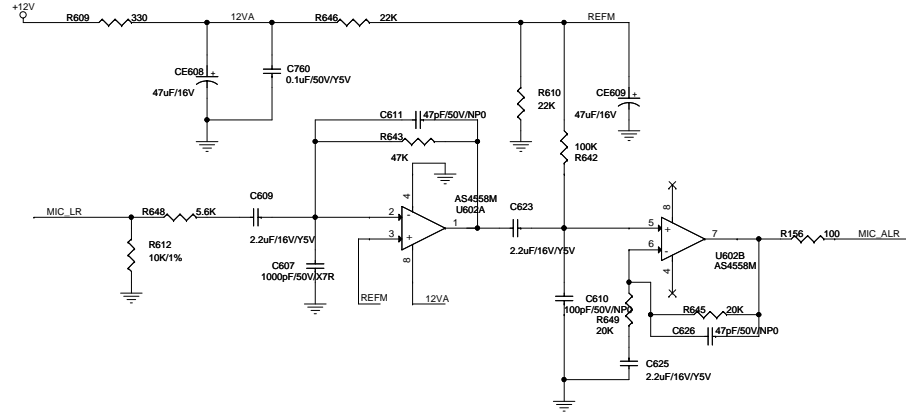 +12V
R609 330 12VA R646 22K REFM
CE608
47uF/16V
C760
0.1uF/50V/Y5V
R610
22K
CE609
47uF/16V
C611 47pF/50V/NP0
R643
47K
100K
R642
MIC_LR R648 5.6K
C609
2.2uF/16V/Y5V
R612
10K/1%
C607
1000pF/50V/X7R
4
2 -
3 +
8
1
AS4558M
U602A
REFM 12VA
C623
2.2uF/16V/Y5V
8
5 +
6 -
4
7
U602B
AS4558M
R156 100 MIC_ALR
C610
100pF/50V/NP0
R649
20K
R645 20K
C626 47pF/50V/NP0
C625
2.2uF/16V/Y5V